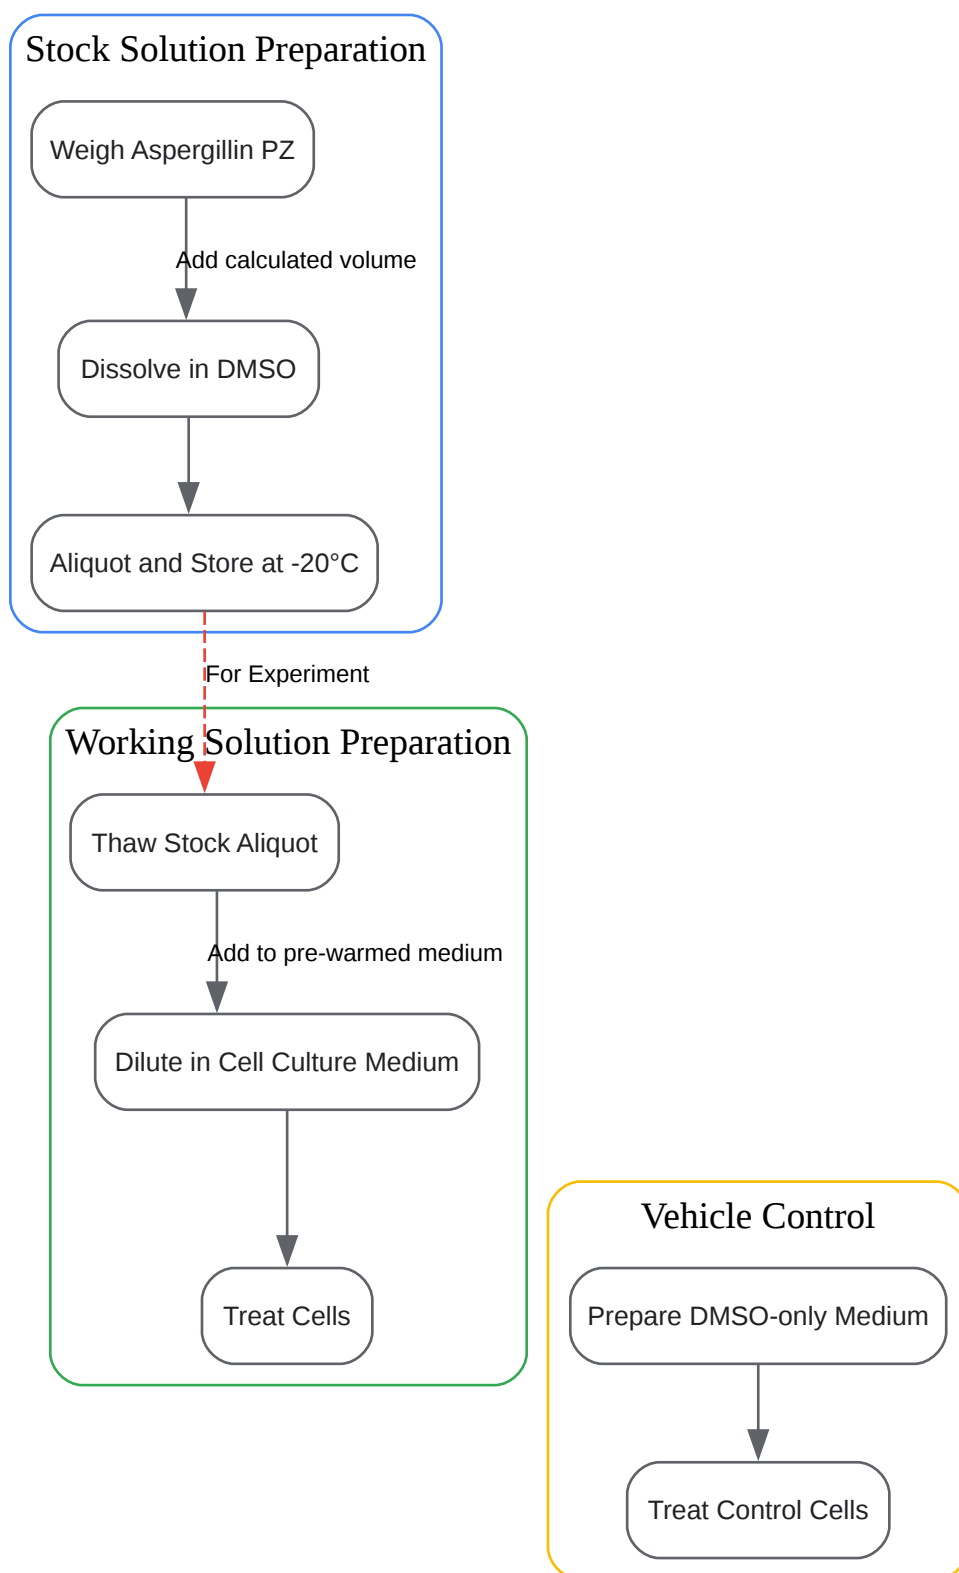 Stock Solution Preparation
Weigh Aspergillin PZ
Add calculated volume
Dissolve in DMSO
Aliquot and Store at -20°C
For Experiment
Working Solution Preparation
Thaw Stock Aliquot
Add to pre-warmed medium
Dilute in Cell Culture Medium
Treat Cells
Vehicle Control
Prepare DMSO-only Medium
Treat Control Cells